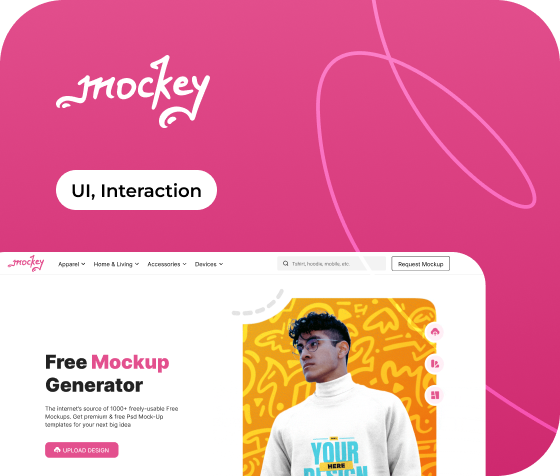 mockey
UI, Interaction
mockey
Apparel
Home & Living
Accessories
Devices
Tshirt, hoodie, mobile, etc.
Request Mockup
Free Mockup
Generator
The Internet's source of 1000+ freely-usable Free
Mockups. Get premium & free Psd Mock-Up
templates for your next big idea
UPLOAD DESIGN
YOUR
HERE
DESIGN